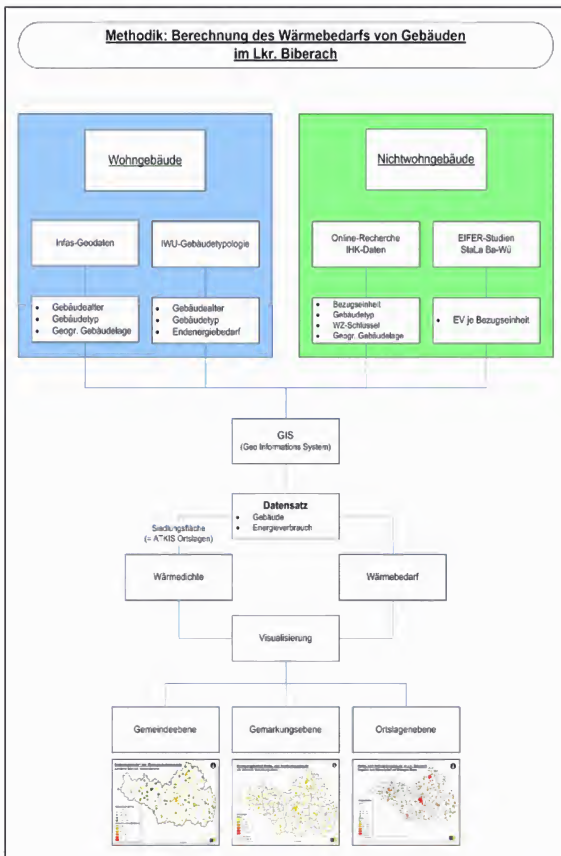 Methodik: Berechnung des Wärmebedarfs von Gebäuden
im Lkr. Biberach
Wohngebäude
Nichtwohngebäude
Infas-Geodaten
IWU-Gebäudetypologie
Online-Recherche
IHK-Daten
EIFER-Studien
StaLa Ba-Wü
• Gebäudealter
• Gebäudetyp
• Geogr. Gebäudelage
• Gebäudealter
• Gebäudetyp
• Endenergiebedarf
• Bezugseinheit
• Gebäudetyp
• WZ-Schlüssel
• Geogr. Gebäudelage
• EV je Bezugseinheit
GIS
(Geo Informations System)
Datensatz
• Gebäude
• Energieverbrauch
Siedlungsfläche
(= ATKIS Ortslagen)
Wärmedichte
Wärmebedarf
Visualisierung
Gemeindeebene
Gemarkungsebene
Ortslagenebene